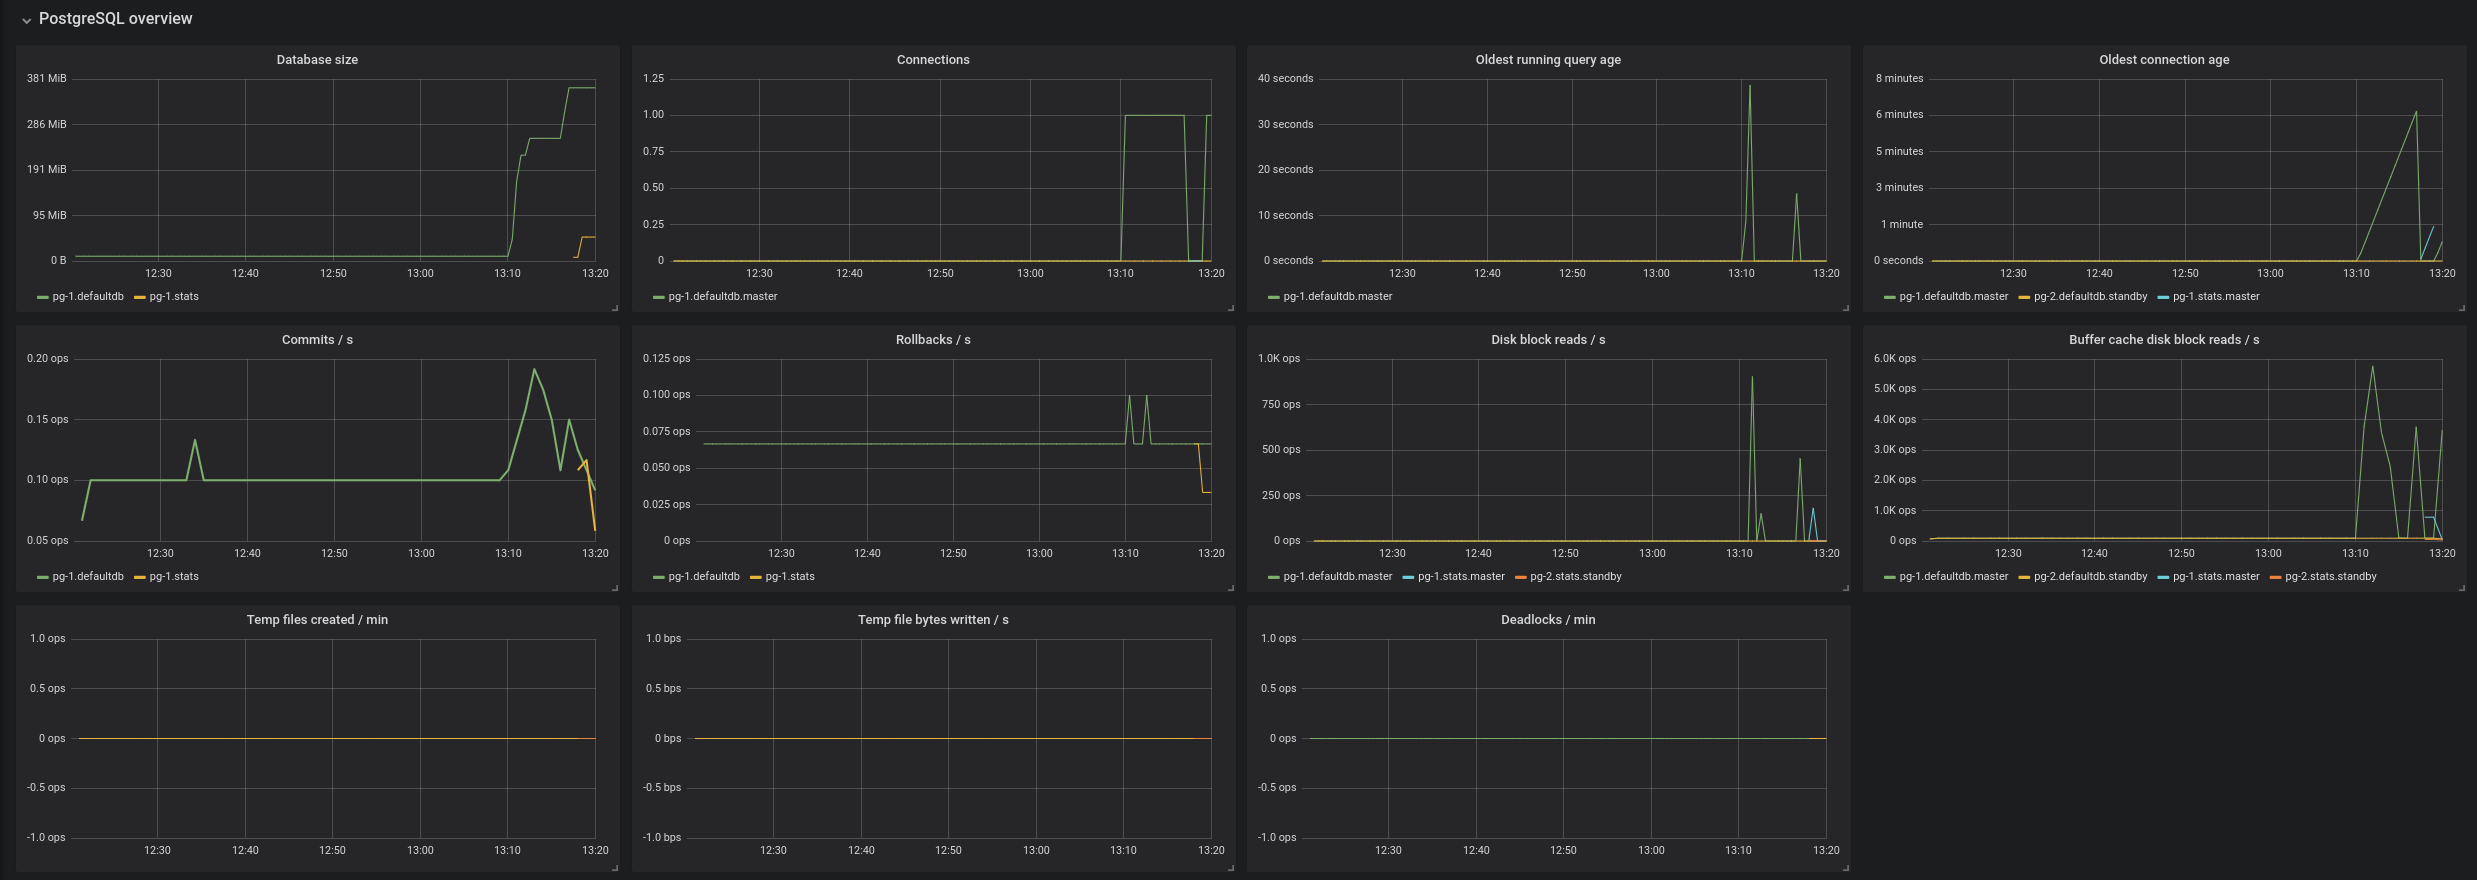 PostgreSQL overview
Database size
381 MiB
286 MiB
191 MiB
95 MiB
0 B
12:30 12:40 12:50 13:00 13:10 13:20
pg-1.defaultdb pg-1.stats
Connections
1.25
1.00
0.75
0.50
0.25
0
12:30 12:40 12:50 13:00 13:10 13:20
pg-1.defaultdb.master
Oldest running query age
40 seconds
30 seconds
20 seconds
10 seconds
0 seconds
12:30 12:40 12:50 13:00 13:10 13:20
pg-1.defaultdb.master
Oldest connection age
8 minutes
6 minutes
5 minutes
3 minutes
1 minute
0 seconds
12:30 12:40 12:50 13:00 13:10 13:20
pg-1.defaultdb.master pg-2.defaultdb.standby pg-1.stats.master
Commits / s
0.20 ops
0.15 ops
0.10 ops
0.05 ops
12:30 12:40 12:50 13:00 13:10 13:20
pg-1.defaultdb pg-1.stats
Rollbacks / s
0.125 ops
0.100 ops
0.075 ops
0.050 ops
0.025 ops
0 ops
12:30 12:40 12:50 13:00 13:10 13:20
pg-1.defaultdb pg-1.stats
Disk block reads / s
1.0K ops
750 ops
500 ops
250 ops
0 ops
12:30 12:40 12:50 13:00 13:10 13:20
pg-1.defaultdb.master pg-1.stats.master pg-2.stats.standby
Buffer cache disk block reads / s
6.0K ops
5.0K ops
4.0K ops
3.0K ops
2.0K ops
1.0K ops
0 ops
12:30 12:40 12:50 13:00 13:10 13:20
pg-1.defaultdb.master pg-2.defaultdb.standby pg-1.stats.master pg-2.stats.standby
Temp files created / min
1.0 ops
0.5 ops
0 ops
-0.5 ops
-1.0 ops
12:30 12:40 12:50 13:00 13:10 13:20
Temp file bytes written / s
1.0 bps
0.5 bps
0 bps
-0.5 bps
-1.0 bps
12:30 12:40 12:50 13:00 13:10 13:20
Deadlocks / min
1.0 ops
0.5 ops
0 ops
-0.5 ops
-1.0 ops
12:30 12:40 12:50 13:00 13:10 13:20